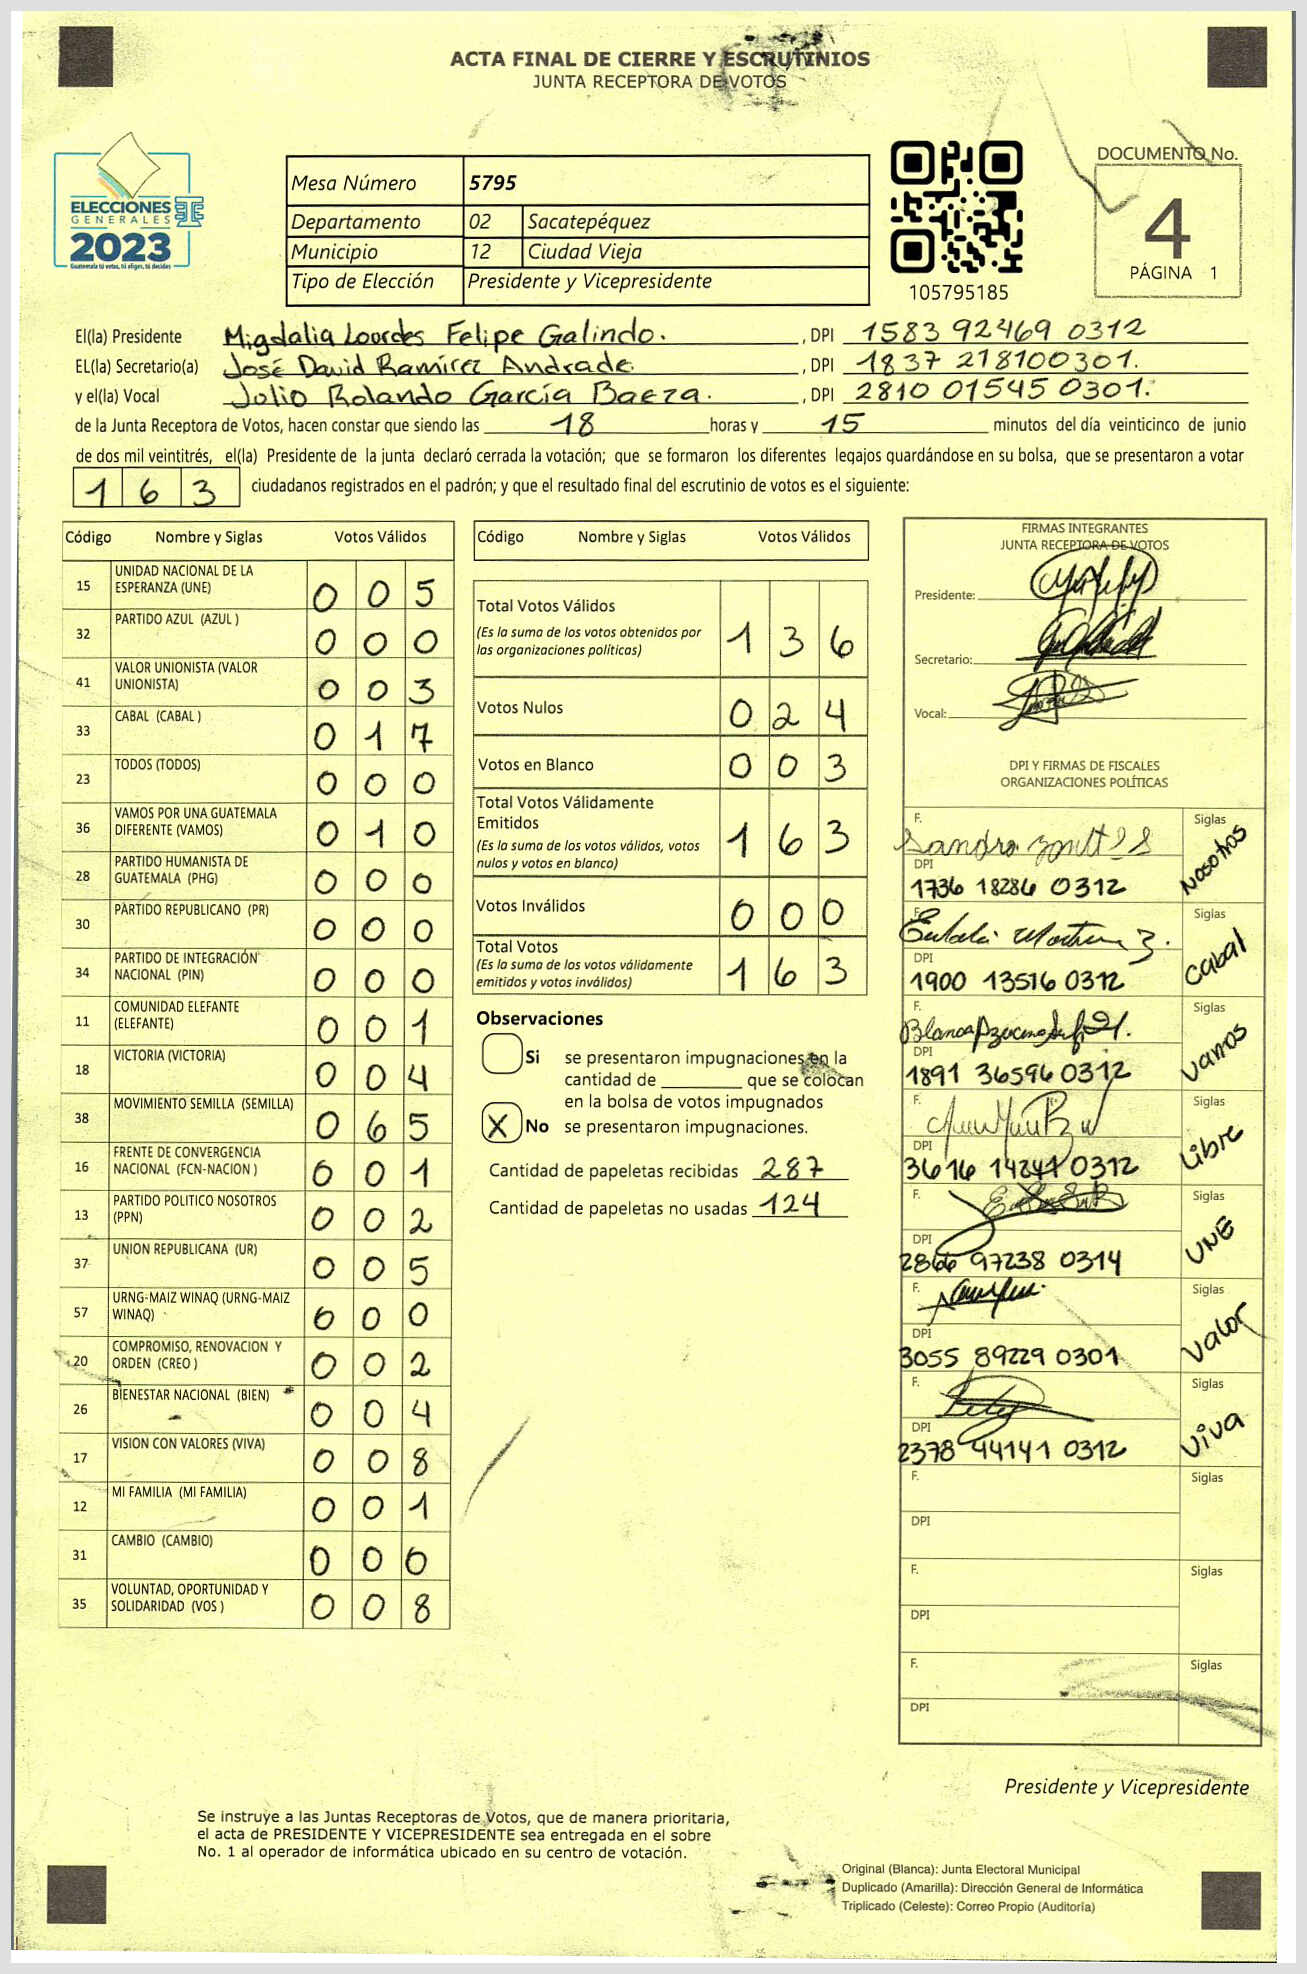 ACTA FINAL DE CIERRE Y ESCRUTINIOS
JUNTA RECEPTORA DE VOTOS
ELECCIONES
GENERALES
2023
Guatemala tú votas, tú eliges, tú decides
Mesa Número 5795
Departamento 02 Sacatepéquez
Municipio 12 Ciudad Vieja
Tipo de Elección Presidente y Vicepresidente
105795185
DOCUMENTO No.
4
PÁGINA 1
El(la) Presidente Migdalia Lourdes Felipe Galindo. , DPI 1583 92469 0312
EL(la) Secretario(a) José David Ramírez Andrade , DPI 1837 218100301.
y el(la) Vocal Julio Rolando García Baeza. , DPI 2810 01545 0301.
de la Junta Receptora de Votos, hacen constar que siendo las 18 horas y 15 minutos del día veinticinco de junio
de dos mil veintitrés, el(la) Presidente de la junta declaró cerrada la votación; que se formaron los diferentes legajos guardándose en su bolsa, que se presentaron a votar
163 ciudadanos registrados en el padrón; y que el resultado final del escrutinio de votos es el siguiente:
Código Nombre y Siglas Votos Válidos
15 UNIDAD NACIONAL DE LA ESPERANZA (UNE) 0 0 5
32 PARTIDO AZUL (AZUL ) 0 0 0
41 VALOR UNIONISTA (VALOR UNIONISTA) 0 0 3
33 CABAL (CABAL ) 0 1 7
23 TODOS (TODOS) 0 0 0
36 VAMOS POR UNA GUATEMALA DIFERENTE (VAMOS) 0 1 0
28 PARTIDO HUMANISTA DE GUATEMALA (PHG) 0 0 0
30 PARTIDO REPUBLICANO (PR) 0 0 0
34 PARTIDO DE INTEGRACIÓN NACIONAL (PIN) 0 0 0
11 COMUNIDAD ELEFANTE (ELEFANTE) 0 0 1
18 VICTORIA (VICTORIA) 0 0 4
38 MOVIMIENTO SEMILLA (SEMILLA) 0 6 5
16 FRENTE DE CONVERGENCIA NACIONAL (FCN-NACION ) 0 0 1
13 PARTIDO POLITICO NOSOTROS (PPN) 0 0 2
37 UNION REPUBLICANA (UR) 0 0 5
57 URNG-MAIZ WINAQ (URNG-MAIZ WINAQ) 0 0 0
20 COMPROMISO, RENOVACION Y ORDEN (CREO ) 0 0 2
26 BIENESTAR NACIONAL (BIEN) 0 0 4
17 VISION CON VALORES (VIVA) 0 0 8
12 MI FAMILIA (MI FAMILIA) 0 0 1
31 CAMBIO (CAMBIO) 0 0 0
35 VOLUNTAD, OPORTUNIDAD Y SOLIDARIDAD (VOS ) 0 0 8
Código Nombre y Siglas Votos Válidos
Total Votos Válidos 1 3 6
(Es la suma de los votos obtenidos por
las organizaciones políticas)
Votos Nulos 0 2 4
Votos en Blanco 0 0 3
Total Votos Válidamente
Emitidos 1 6 3
(Es la suma de los votos válidos, votos
nulos y votos en blanco)
Votos Inválidos 0 0 0
Total Votos
(Es la suma de los votos válidamente
emitidos y votos inválidos) 1 6 3
Observaciones
Si se presentaron impugnaciones en la
cantidad de ________ que se colocan
en la bolsa de votos impugnados
X No se presentaron impugnaciones.
Cantidad de papeletas recibidas 287
Cantidad de papeletas no usadas 124
FIRMAS INTEGRANTES
JUNTA RECEPTORA DE VOTOS
Presidente:
Secretario:
Vocal:
DPI Y FIRMAS DE FISCALES
ORGANIZACIONES POLÍTICAS
F. Sandra Siglas Nosotros
DPI 1736 18286 0312
F. Siglas Cabal
DPI 1900 13516 0312
F. Blanca Siglas Vamos
DPI 1891 36596 0312
F. Siglas Libre
DPI 3616 14241 0312
F. Siglas UNE
DPI 2866 97238 0314
F. Siglas Valor
DPI 3055 89229 0301
F. Siglas Viva
DPI 2378 44141 0312
F. Siglas
DPI
F. Siglas
DPI
F. Siglas
DPI
Presidente y Vicepresidente
Se instruye a las Juntas Receptoras de Votos, que de manera prioritaria,
el acta de PRESIDENTE Y VICEPRESIDENTE sea entregada en el sobre
No. 1 al operador de informática ubicado en su centro de votación.
Original (Blanca): Junta Electoral Municipal
Duplicado (Amarilla): Dirección General de Informática
Triplicado (Celeste): Correo Propio (Auditoría)